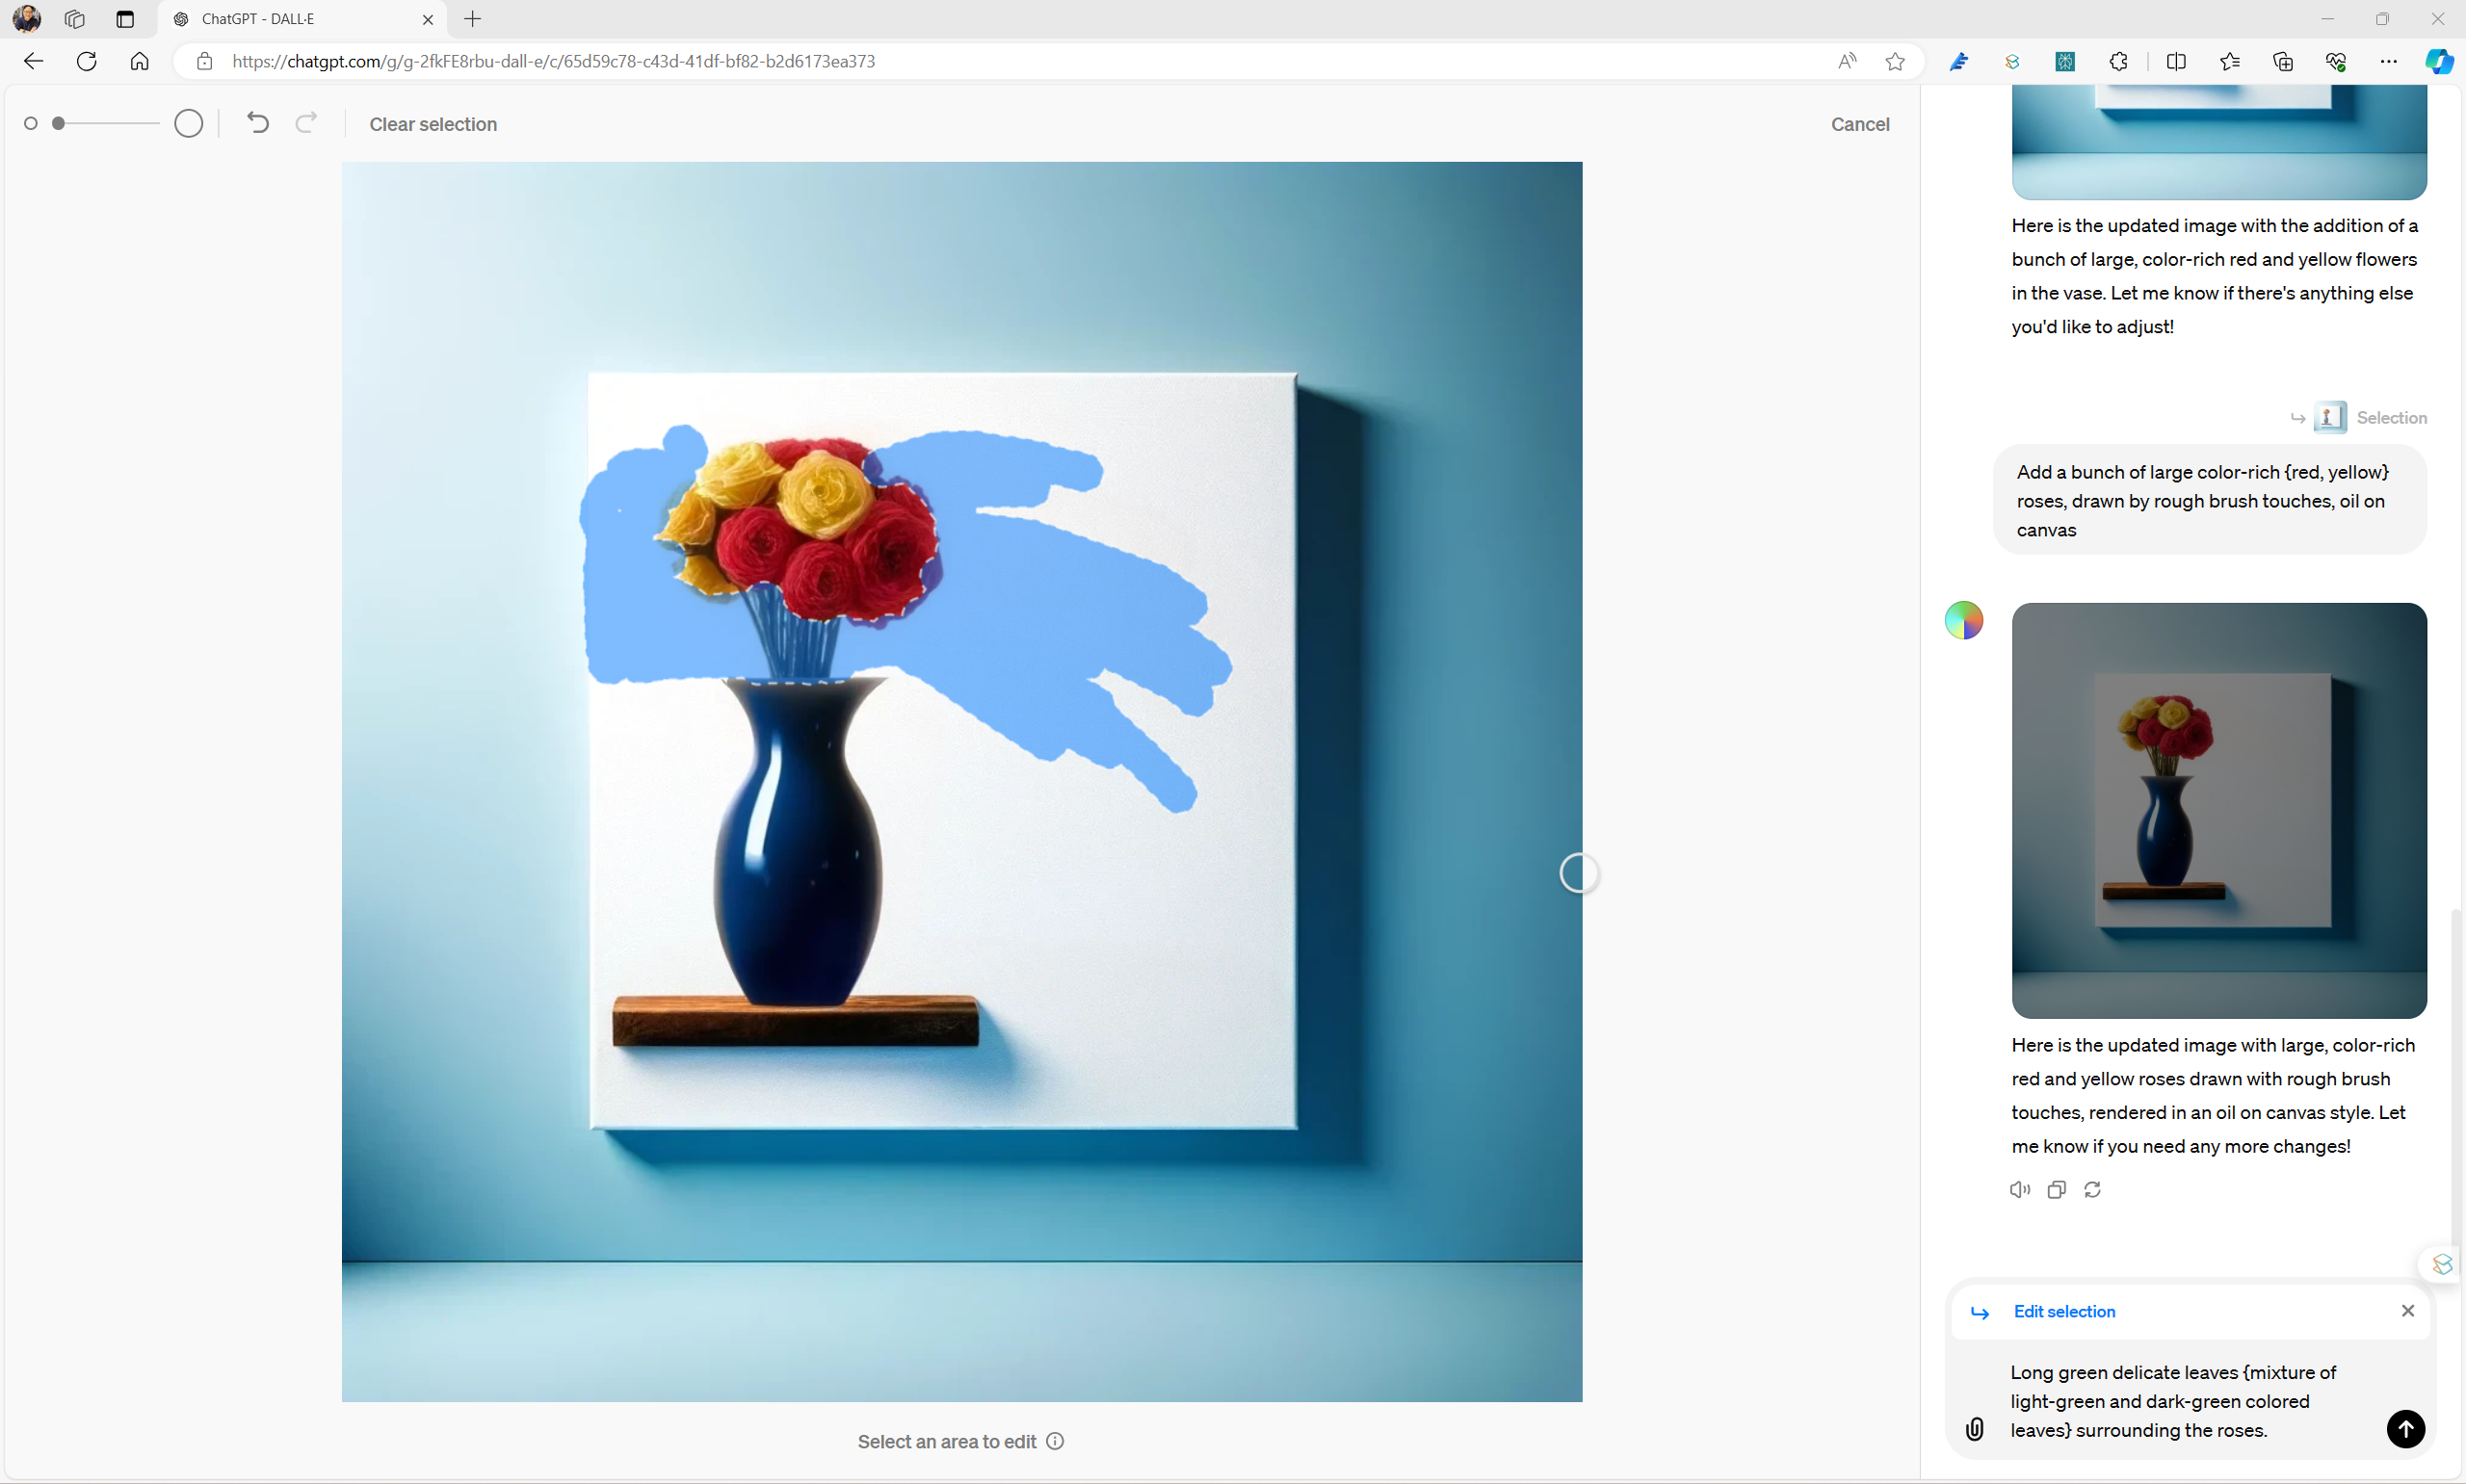 ChatGPT - DALL·E
https://chatgpt.com/g/g-2fkFE8rbu-dall-e/c/65d59c78-c43d-41df-bf82-b2d6173ea373
Clear selection
Cancel
Select an area to edit
Here is the updated image with the addition of a
bunch of large, color-rich red and yellow flowers
in the vase. Let me know if there's anything else
you'd like to adjust!
Selection
Add a bunch of large color-rich {red, yellow}
roses, drawn by rough brush touches, oil on
canvas
Here is the updated image with large, color-rich
red and yellow roses drawn with rough brush
touches, rendered in an oil on canvas style. Let
me know if you need any more changes!
Edit selection
Long green delicate leaves {mixture of
light-green and dark-green colored
leaves} surrounding the roses.